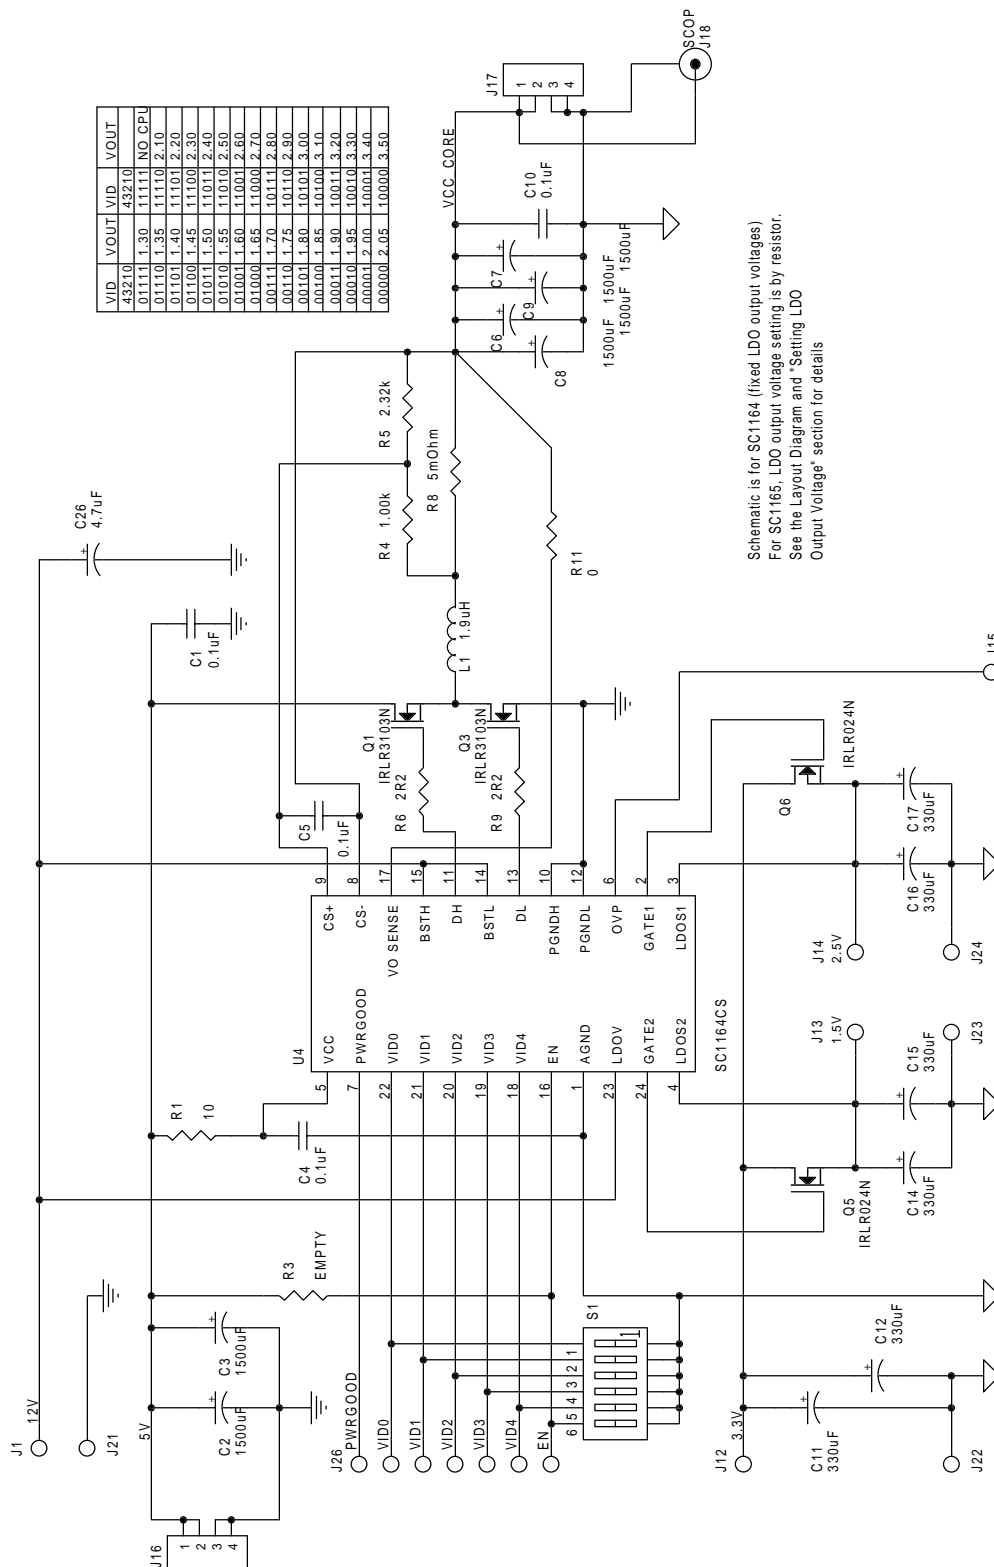 J1
12V
J21
5V
J16
1
2
3
4
C2
1500uF
C3
1500uF
R3
EMPTY
R1
10
C4
0.1uF
C1
0.1uF
C26
4.7uF
VID VOUT VID VOUT
43210 43210
01111 1.30 11111 NO CPU
01110 1.35 11110 2.10
01101 1.40 11101 2.20
01100 1.45 11100 2.30
01011 1.50 11011 2.40
01010 1.55 11010 2.50
01001 1.60 11001 2.60
01000 1.65 11000 2.70
00111 1.70 10111 2.80
00110 1.75 10110 2.90
00101 1.80 10101 3.00
00100 1.85 10100 3.10
00011 1.90 10011 3.20
00010 1.95 10010 3.30
00001 2.00 10001 3.40
00000 2.05 10000 3.50
J26
PWRGOOD
VID0
VID1
VID2
VID3
VID4
EN
S1
1
1
2
3
4
5
6
U4
5 VCC
7 PWRGOOD
22 VID0
21 VID1
20 VID2
19 VID3
18 VID4
16 EN
1 AGND
23 LDOV
24 GATE2
4 LDOS2
CS+ 9
CS- 8
VO SENSE 17
BSTH 15
DH 11
BSTL 14
DL 13
PGNDH 10
PGNDL 12
OVP 6
GATE1 2
LDOS1 3
SC1164CS
C5
0.1uF
Q1
IRLR3103N
R6 2R2
Q3
IRLR3103N
R9 2R2
L1 1.9uH
R4 1.00k
R5 2.32k
R8 5mOhm
R11
0
VCC_CORE
C8
C6
C9
C7
1500uF 1500uF
1500uF 1500uF
C10
0.1uF
J17
1
2
3
4
SCOP
J18
J12
3.3V
J22
C11
330uF
C12
330uF
Q5
IRLR024N
C14
330uF
C15
330uF
J13
1.5V
J23
J14
2.5V
J24
C16
330uF
C17
330uF
Q6
IRLR024N
J15
Schematic is for SC1164 (fixed LDO output voltages)
For SC1165, LDO output voltage setting is by resistor.
See the Layout Diagram and "Setting LDO
Output Voltage" section for details